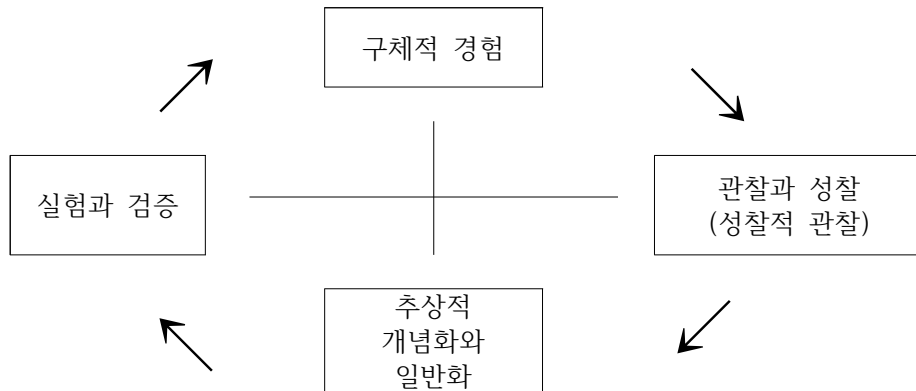 구체적 경험
실험과 검증
관찰과 성찰
(성찰적 관찰)
추상적
개념화와
일반화